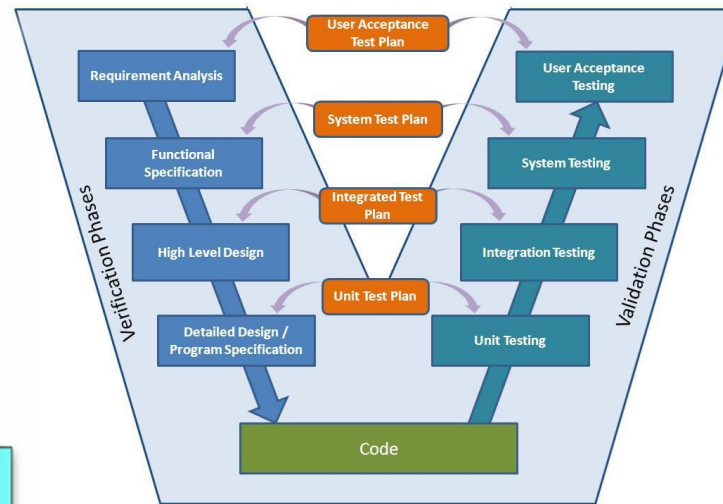 User Acceptance
Test Plan
Requirement Analysis
User Acceptance
Testing
System Test Plan
Functional
Specification
System Testing
Integrated Test
Plan
High Level Design
Integration Testing
Verification Phases
Validation Phases
Unit Test Plan
Detailed Design /
Program Specification
Unit Testing
Code